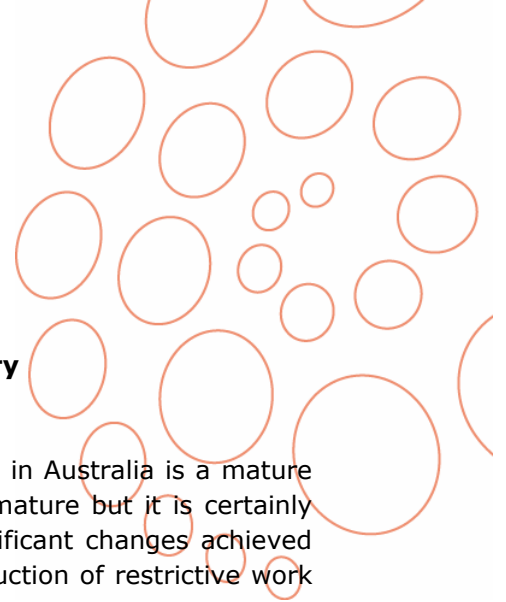 ry
in Australia is a mature
mature but it is certainly
ificant changes achieved
uction of restrictive work